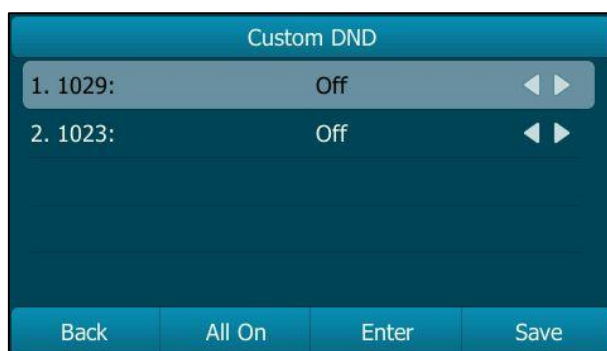 Custom DND
1. 1029: Off
2. 1023: Off
Back All On Enter Save